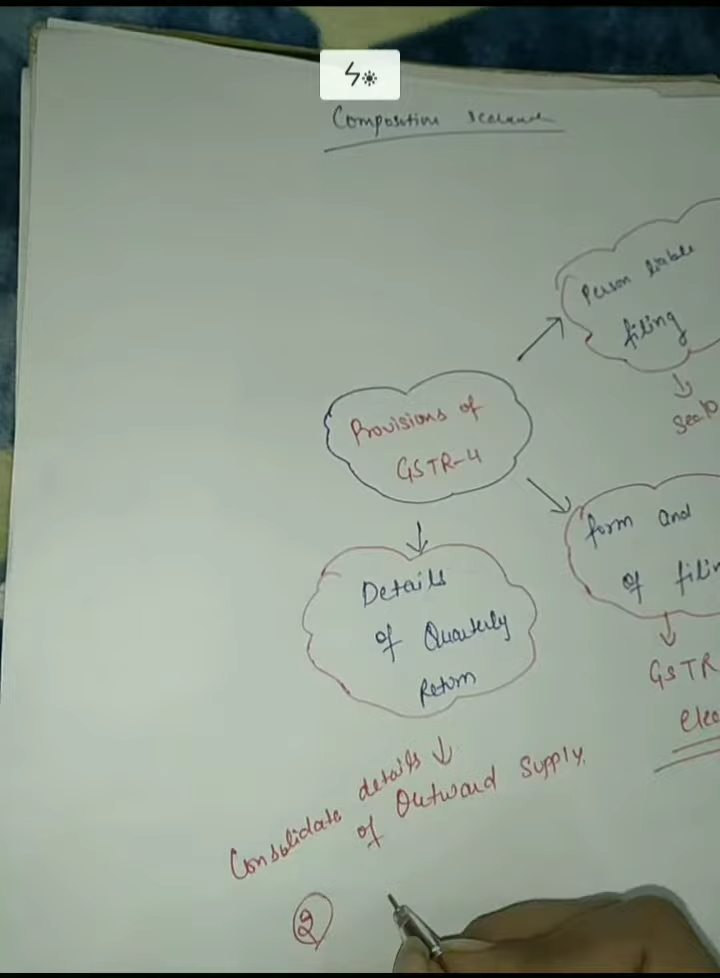 Composition
Person liable
filing
Provisions of
GSTR-4
form and
of filin
Details
of Quarterly
Return
GSTR
Consolidate details
of Outward Supply.
2